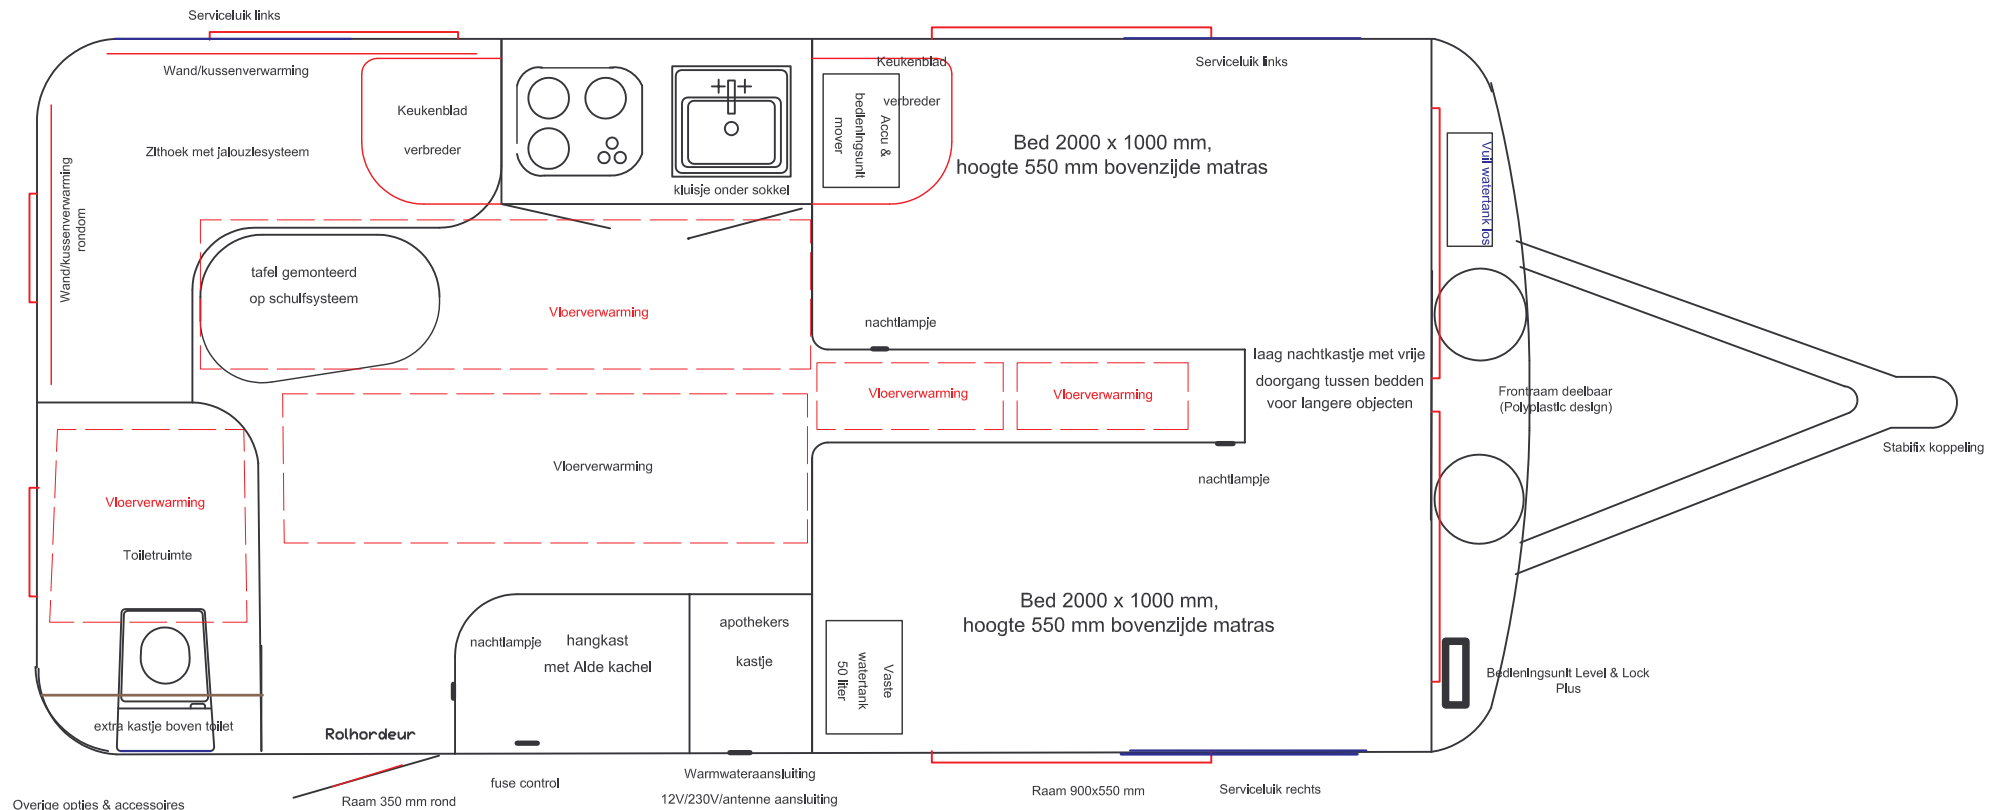 Serviceluik links
Wand/kussenverwarming
Keukenblad
verbreder
Zithoek met jalouziesysteem
Wand/kussenverwarming
rondom
kluisje onder sokkel
Keukenblad
verbreder
Accu &
bedieningsunit
mover
Serviceluik links
Bed 2000 x 1000 mm,
hoogte 550 mm bovenzijde matras
Vuil watertank los
tafel gemonteerd
op schuifsysteem
Vloerverwarming
nachtlampje
laag nachtkastje met vrije
doorgang tussen bedden
voor langere objecten
Vloerverwarming
Vloerverwarming
Frontraam deelbaar
(Polyplastic design)
Stabifix koppeling
Vloerverwarming
nachtlampje
Vloerverwarming
Toiletruimte
Bed 2000 x 1000 mm,
hoogte 550 mm bovenzijde matras
nachtlampje
hangkast
met Alde kachel
apothekers
kastje
Vaste
watertank
50 liter
Bedieningsunit Level & Lock
Plus
extra kastje boven toilet
Rolhordeur
fuse control
Warmwateraansluiting
12V/230V/antenne aansluiting
Raam 900x550 mm
Serviceluik rechts
Raam 350 mm rond
Overige opties & accessoires